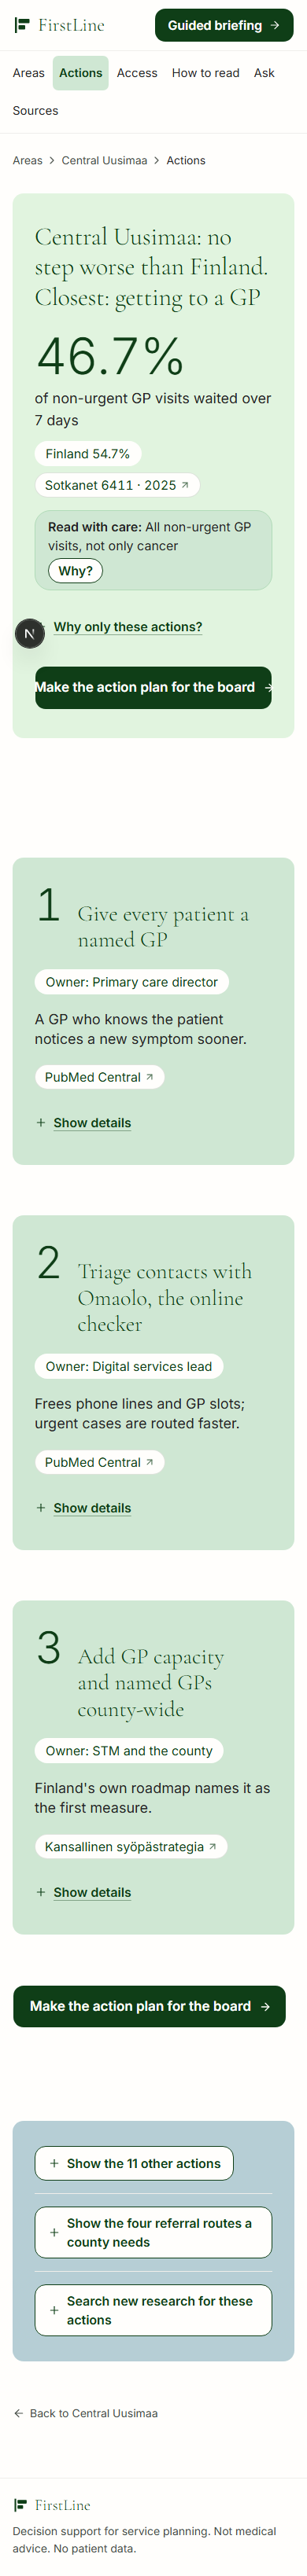 FirstLine
Guided briefing →
Areas Actions Access How to read Ask
Sources
Areas > Central Uusimaa > Actions
Central Uusimaa: no
step worse than Finland.
Closest: getting to a GP
46.7%
of non-urgent GP visits waited over
7 days
Finland 54.7%
Sotkanet 6411 · 2025 ↗
Read with care: All non-urgent GP
visits, not only cancer
Why?
N
Why only these actions?
Make the action plan for the board →
1
Give every patient a
named GP
Owner: Primary care director
A GP who knows the patient
notices a new symptom sooner.
PubMed Central ↗
+ Show details
2
Triage contacts with
Omaolo, the online
checker
Owner: Digital services lead
Frees phone lines and GP slots;
urgent cases are routed faster.
PubMed Central ↗
+ Show details
3
Add GP capacity
and named GPs
county-wide
Owner: STM and the county
Finland's own roadmap names it as
the first measure.
Kansallinen syöpästrategia ↗
+ Show details
Make the action plan for the board →
+ Show the 11 other actions
+ Show the four referral routes a
county needs
+ Search new research for these
actions
← Back to Central Uusimaa
FirstLine
Decision support for service planning. Not medical
advice. No patient data.